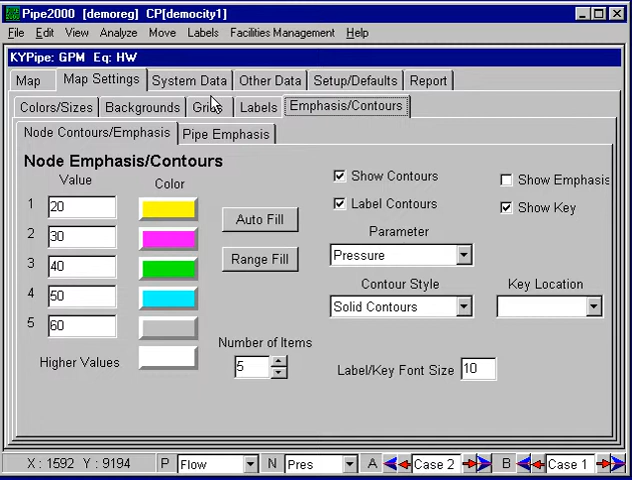 Pipe2000 [demoreg] CP[democity1]
File Edit View Analyze Move Labels Facilities Management Help
KYPipe: GPM Eq: HW
Map Map Settings System Data Other Data Setup/Defaults Report
Colors/Sizes Backgrounds Grids Labels Emphasis/Contours
Node Contours/Emphasis Pipe Emphasis
Node Emphasis/Contours
Value Color
1 20
2 30
3 40
4 50
5 60
Higher Values
Auto Fill
Range Fill
Number of Items
5
Show Contours
Label Contours
Show Emphasis
Show Key
Parameter
Pressure
Contour Style
Solid Contours
Key Location
Label/Key Font Size 10
X : 1592 Y : 9194 P Flow N Pres A Case 2 B Case 1